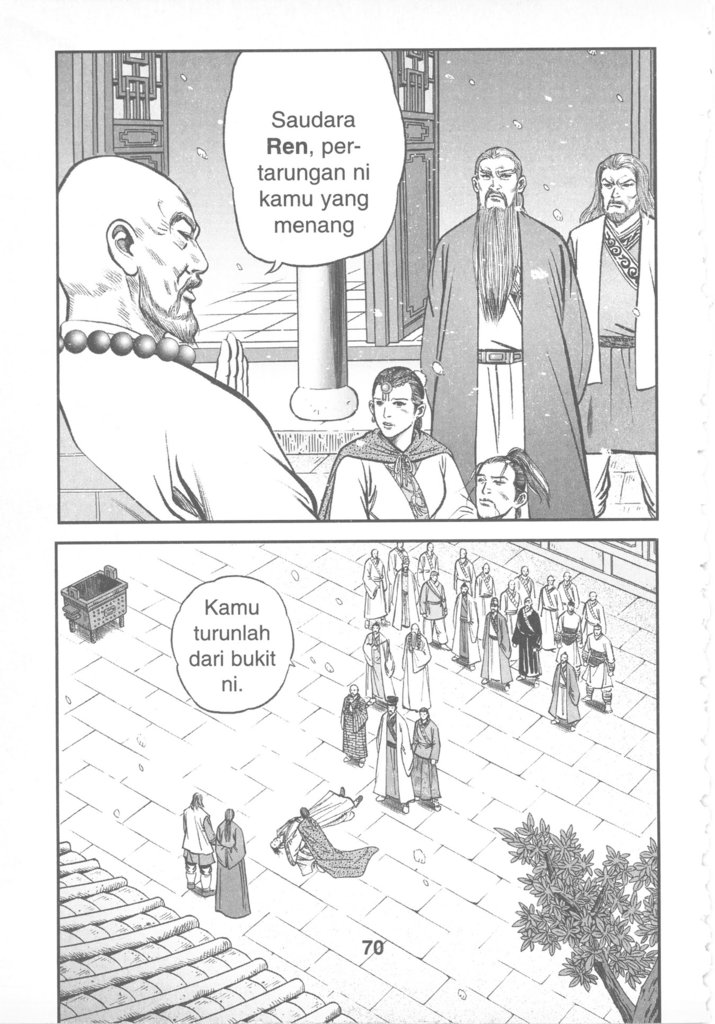 Saudara
Ren, per-
tarungan ni
kamu yang
menang
Kamu
turunlah
dari bukit
ni.
70